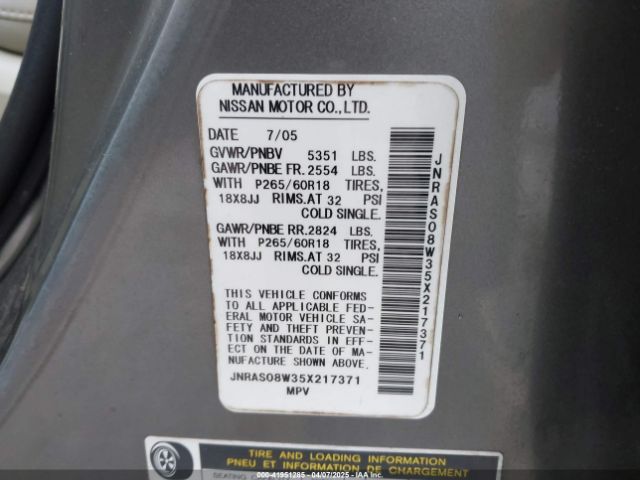 MANUFACTURED BY
NISSAN MOTOR CO.,LTD.
DATE 7/05
GVWR/PNBV 5351 LBS.
GAWR/PNBE FR. 2554 LBS.
WITH P265/60R18 TIRES,
18X8JJ RIMS.AT 32 PSI
COLD SINGLE.
GAWR/PNBE RR. 2824 LBS.
WITH P265/60R18 TIRES,
18X8JJ RIMS.AT 32 PSI
COLD SINGLE.
THIS VEHICLE CONFORMS
TO ALL APPLICABLE FED-
ERAL MOTOR VEHICLE SA-
FETY AND THEFT PREVEN-
TION STANDARDS IN EFF-
ECT ON THE DATE OF MA-
NUFACTURE SHOWN ABOVE.
JNRAS08W35X217371
MPV
JNRAS08W35X217371
TIRE AND LOADING INFORMATION
PNEU ET INFORMATION DE CHARGEMENT
SEATING
000-41951285 - 04/07/2025 - IAAI.COM